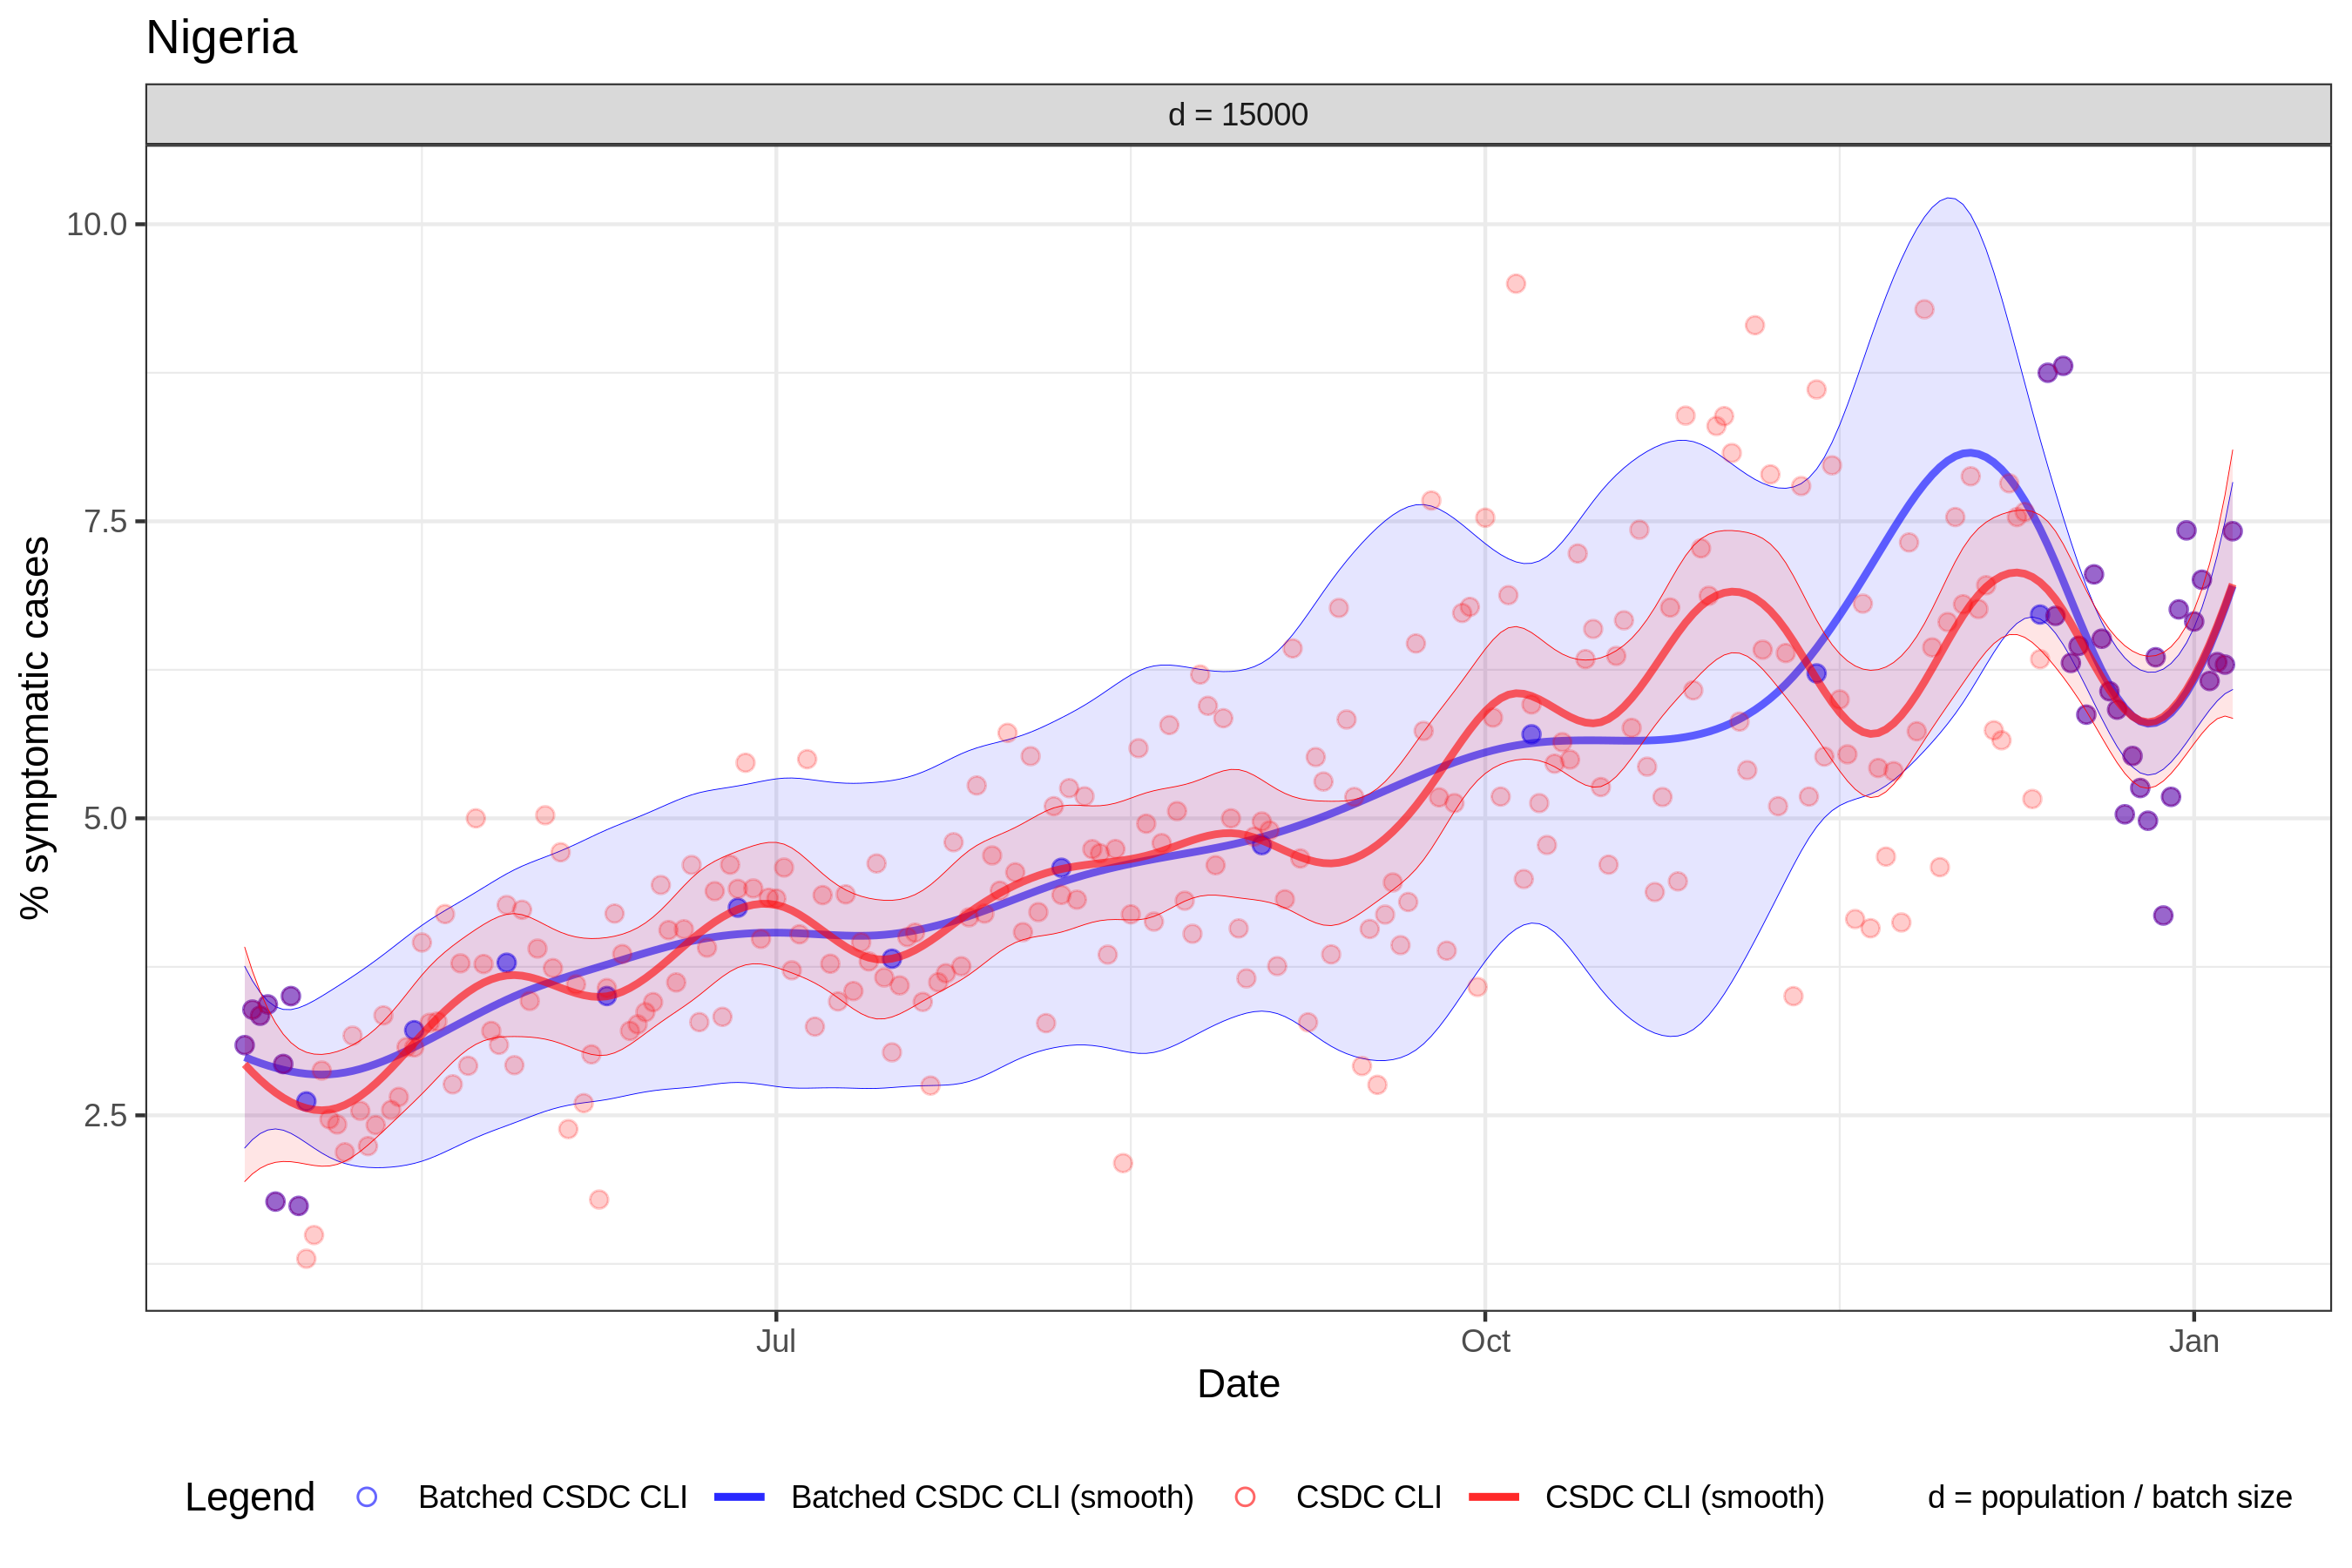 Nigeria
d = 15000
10.0
7.5
5.0
2.5
% symptomatic cases
Jul
Oct
Jan
Date
Legend
Batched CSDC CLI
Batched CSDC CLI (smooth)
CSDC CLI
CSDC CLI (smooth)
d = population / batch size